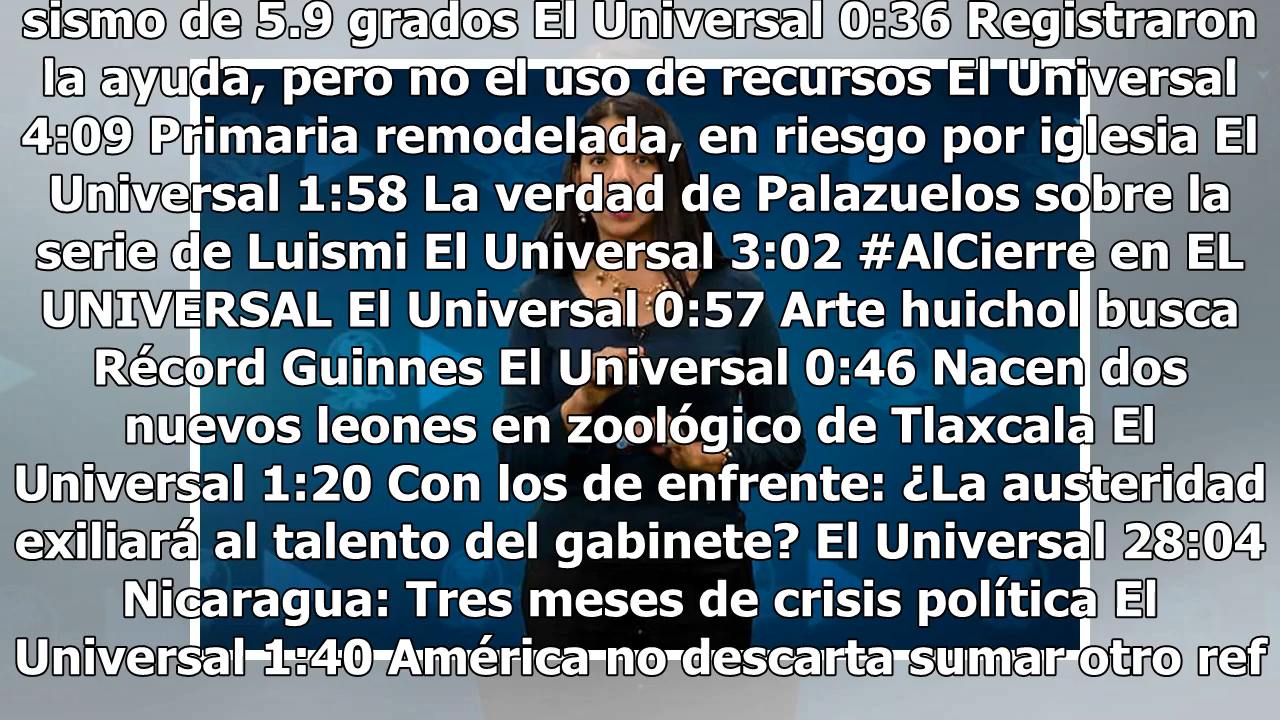 sismo de 5.9 grados El Universal 0:36 Registraron
la ayuda, pero no el uso de recursos El Universal
4:09 Primaria remodelada, en riesgo por iglesia El
Universal 1:58 La verdad de Palazuelos sobre la
serie de Luismi El Universal 3:02 #AlCierre en EL
UNIVERSAL El Universal 0:57 Arte huichol busca
Récord Guinnes El Universal 0:46 Nacen dos
nuevos leones en zoológico de Tlaxcala El
Universal 1:20 Con los de enfrente: ¿La austeridad
exiliará al talento del gabinete? El Universal 28:04
Nicaragua: Tres meses de crisis política El
Universal 1:40 América no descarta sumar otro ref